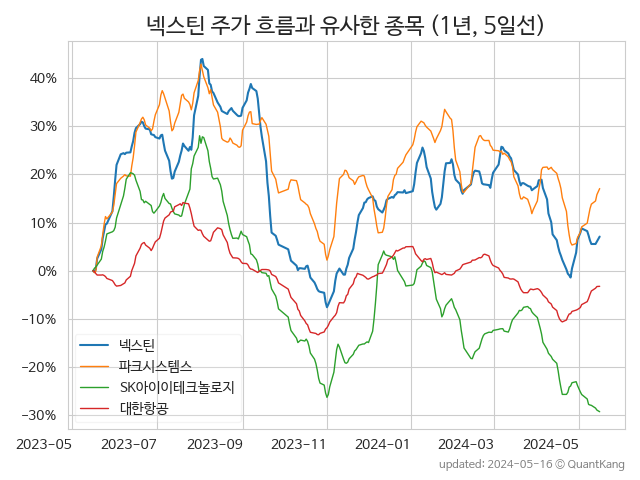 넥스틴 주가 흐름과 유사한 종목 (1년, 5일선)
40%
30%
20%
10%
0%
−10%
−20%
−30%
넥스틴
파크시스템스
SK아이이테크놀로지
대한항공
2023-05 2023-07 2023-09 2023-11 2024-01 2024-03 2024-05
updated: 2024-05-16 © QuantKang